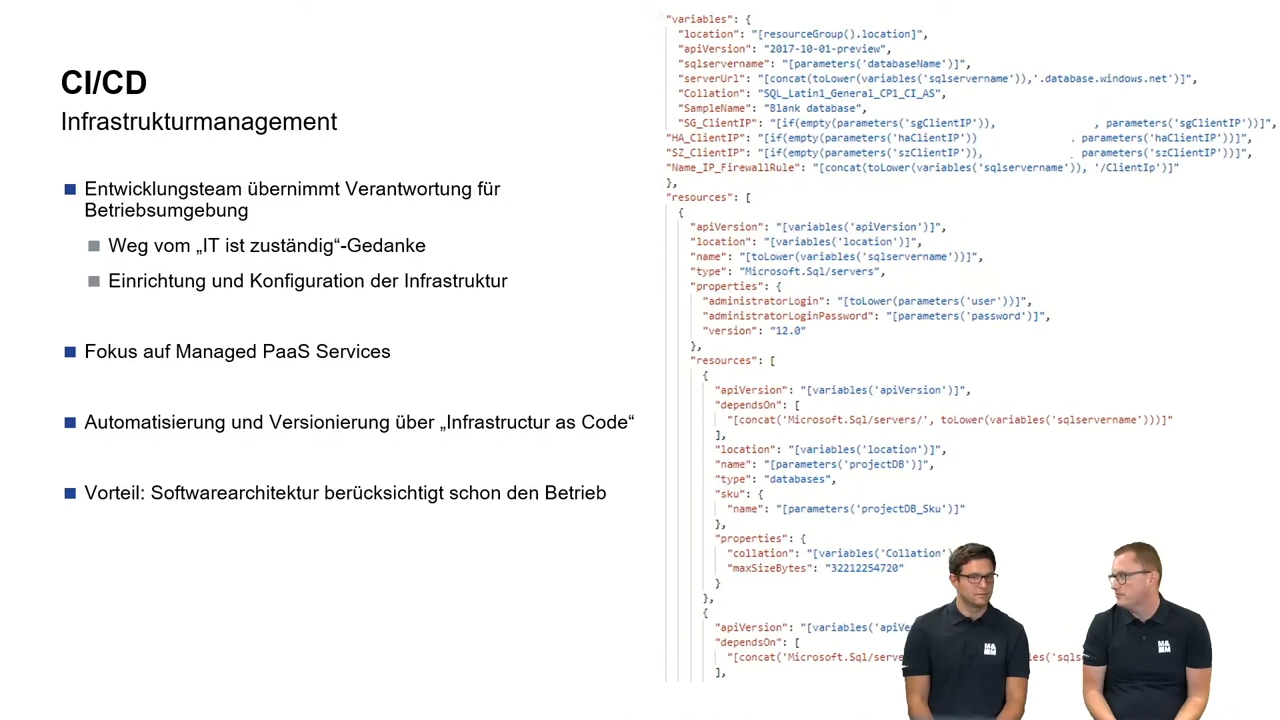 CI/CD
Infrastrukturmanagement
Entwicklungsteam übernimmt Verantwortung für
Betriebsumgebung
Weg vom „IT ist zuständig“-Gedanke
Einrichtung und Konfiguration der Infrastruktur
Fokus auf Managed PaaS Services
Automatisierung und Versionierung über „Infrastructur as Code“
Vorteil: Softwarearchitektur berücksichtigt schon den Betrieb
"variables": {
"location": "[resourceGroup().location]",
"apiVersion": "2017-10-01-preview",
"sqlservername": "[parameters('databaseName')]",
"serverUrl": "[concat(toLower(variables('sqlservername')),'.database.windows.net')]",
"Collation": "SQL_Latin1_General_CP1_CI_AS",
"SampleName": "Blank database",
"SG_ClientIP": "[if(empty(parameters('sgClientIP')), , parameters('sgClientIP'))]",
"HA_ClientIP": "[if(empty(parameters('haClientIP')) , parameters('haClientIP'))]",
"SZ_ClientIP": "[if(empty(parameters('szClientIP')), parameters('szClientIP'))]",
"Name_IP_FirewallRule": "[concat(toLower(variables('sqlservername')), '/ClientIp')]"
},
"resources": [
{
"apiVersion": "[variables('apiVersion')]",
"location": "[variables('location')]",
"name": "[toLower(variables('sqlservername'))]",
"type": "Microsoft.Sql/servers",
"properties": {
"administratorLogin": "[toLower(parameters('user'))]",
"administratorLoginPassword": "[parameters('password')]",
"version": "12.0"
},
"resources": [
{
"apiVersion": "[variables('apiVersion')]",
"dependsOn": [
"[concat('Microsoft.Sql/servers/', toLower(variables('sqlservername')))]"
],
"location": "[variables('location')]",
"name": "[parameters('projectDB')]",
"type": "databases",
"sku": {
"name": "[parameters('projectDB_Sku')]"
},
"properties": {
"collation": "[variables('Collation')
"maxSizeBytes": "32212254720"
}
},
{
"apiVersion": "[variables('apiVe
"dependsOn": [
"[concat('Microsoft.Sql/serve les('sqls
],
M&M
M&M